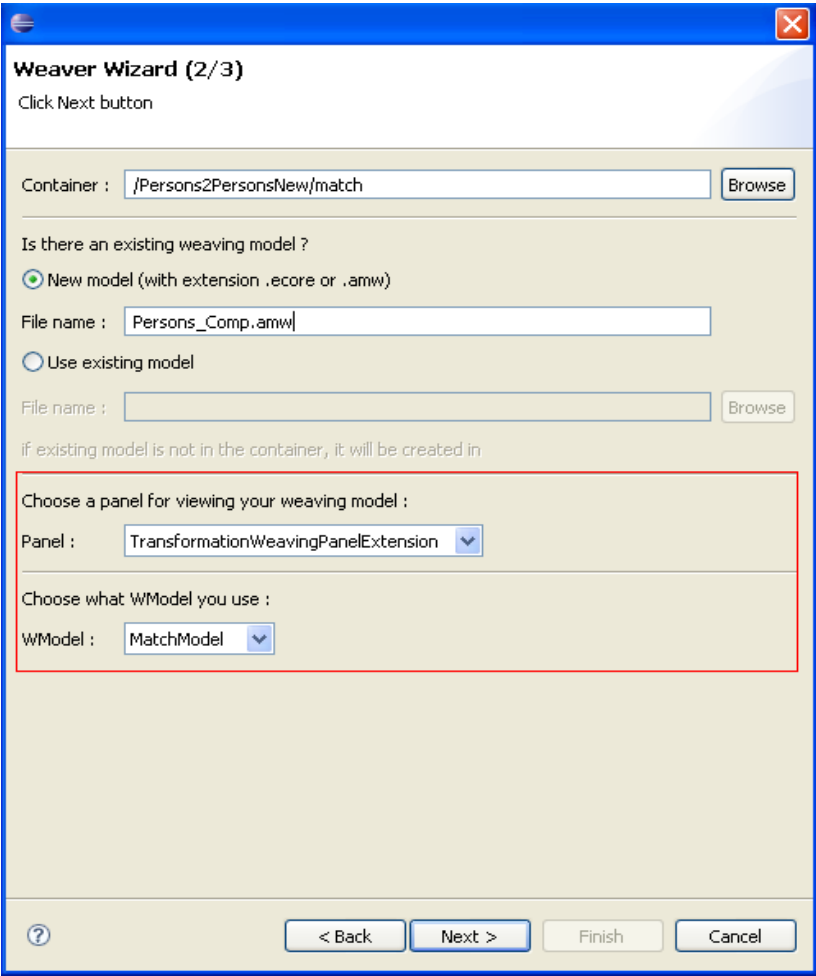 Weaver Wizard (2/3)
Click Next button
Container : /Persons2PersonsNew/match Browse
Is there an existing weaving model ?
New model (with extension .ecore or .amw)
File name : Persons_Comp.amw
Use existing model
File name : Browse
if existing model is not in the container, it will be created in
Choose a panel for viewing your weaving model :
Panel : TransformationWeavingPanelExtension
Choose what WModel you use :
WModel : MatchModel
? < Back Next > Finish Cancel